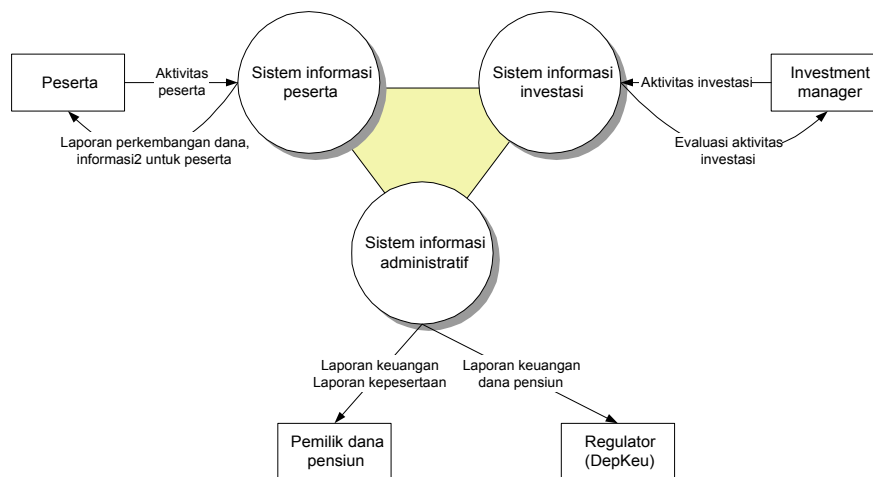 Peserta
Aktivitas
peserta
Sistem informasi
peserta
Laporan perkembangan dana,
informasi2 untuk peserta
Sistem informasi
investasi
Aktivitas investasi
Investment
manager
Evaluasi aktivitas
investasi
Sistem informasi
administratif
Laporan keuangan
Laporan kepesertaan
Laporan keuangan
dana pensiun
Pemilik dana
pensiun
Regulator
(DepKeu)